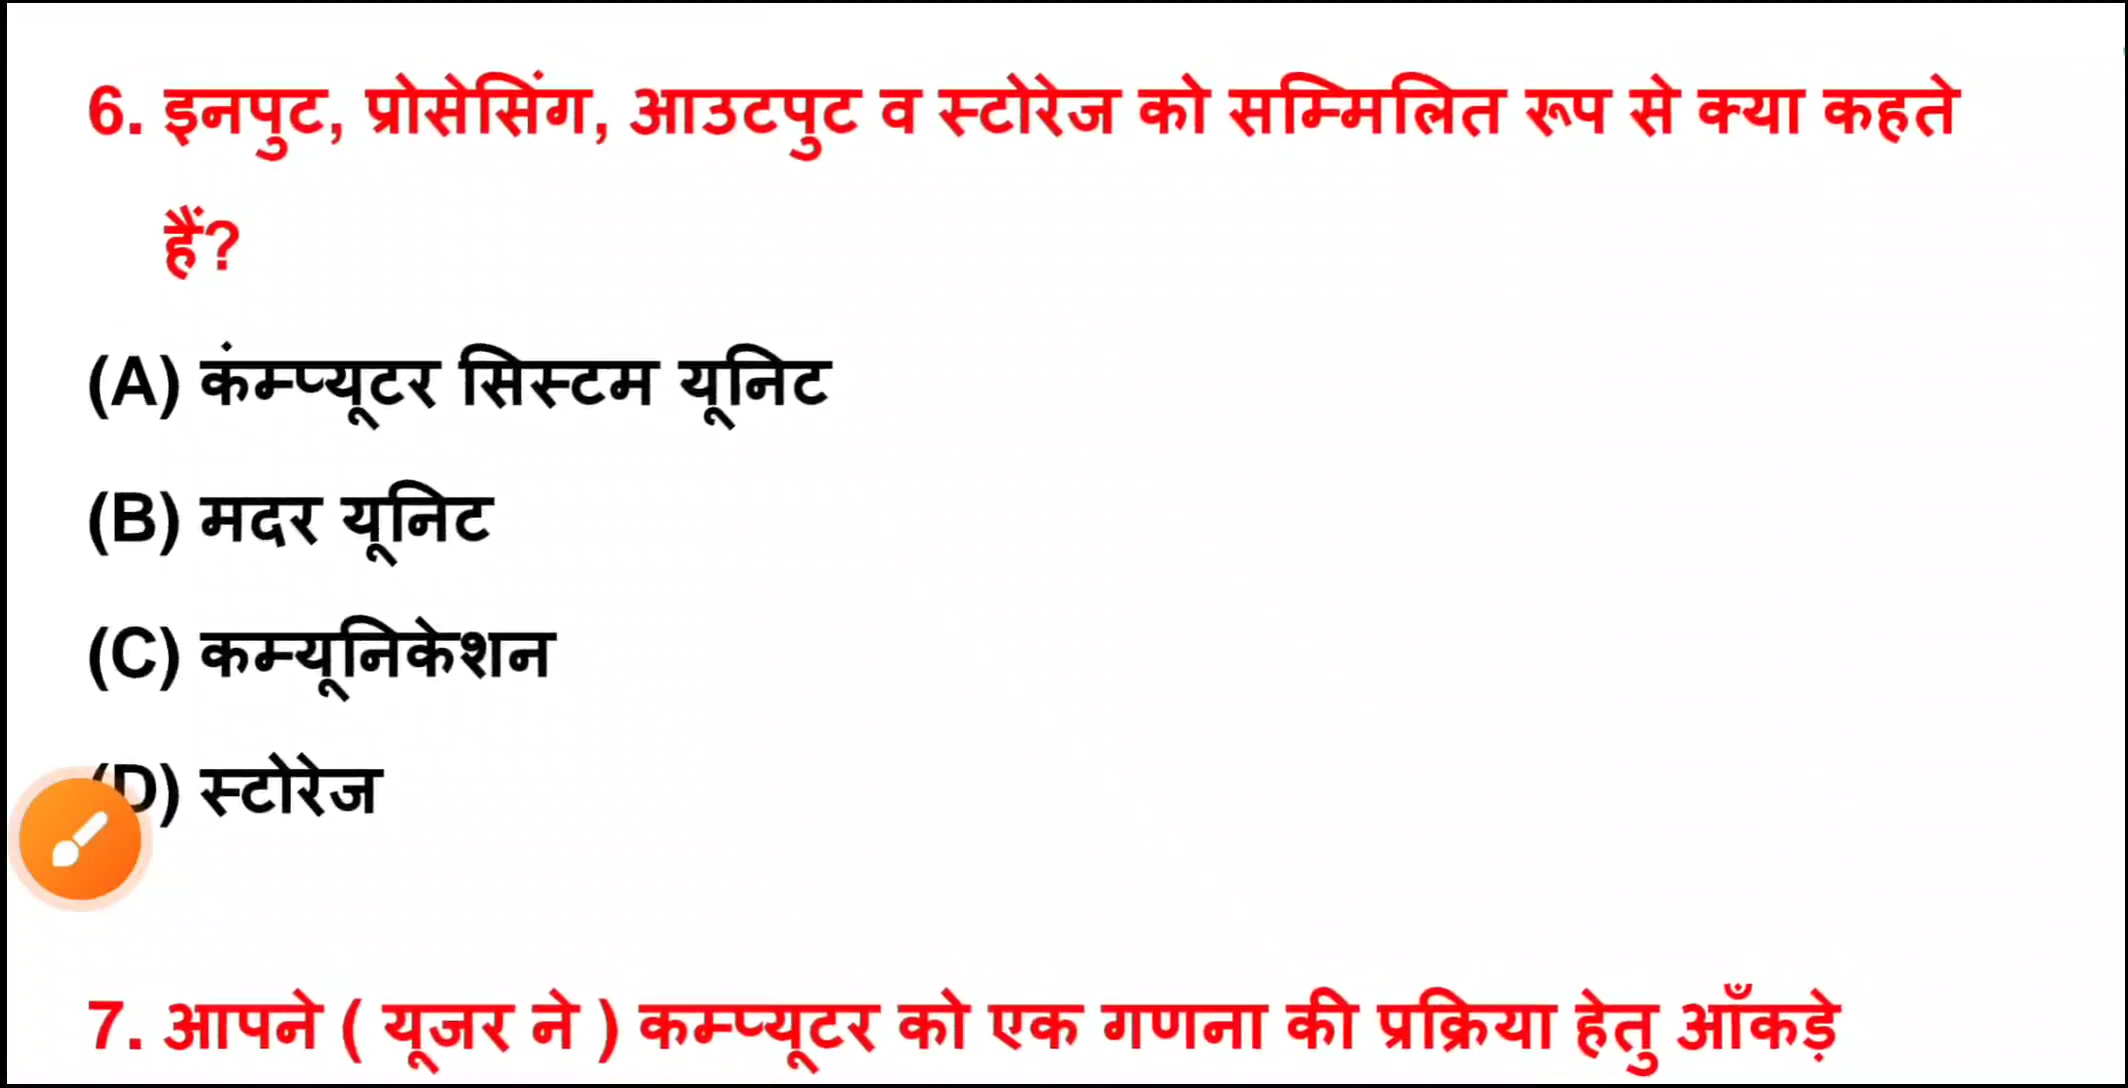 6. इनपुट, प्रोसेसिंग, आउटपुट व स्टोरेज को सम्मिलित रूप से क्या कहते
हैं?
(A) कंम्प्यूटर सिस्टम यूनिट
(B) मदर यूनिट
(C) कम्यूनिकेशन
(D) स्टोरेज
7. आपने ( यूजर ने ) कम्प्यूटर को एक गणना की प्रक्रिया हेतु आँकड़े